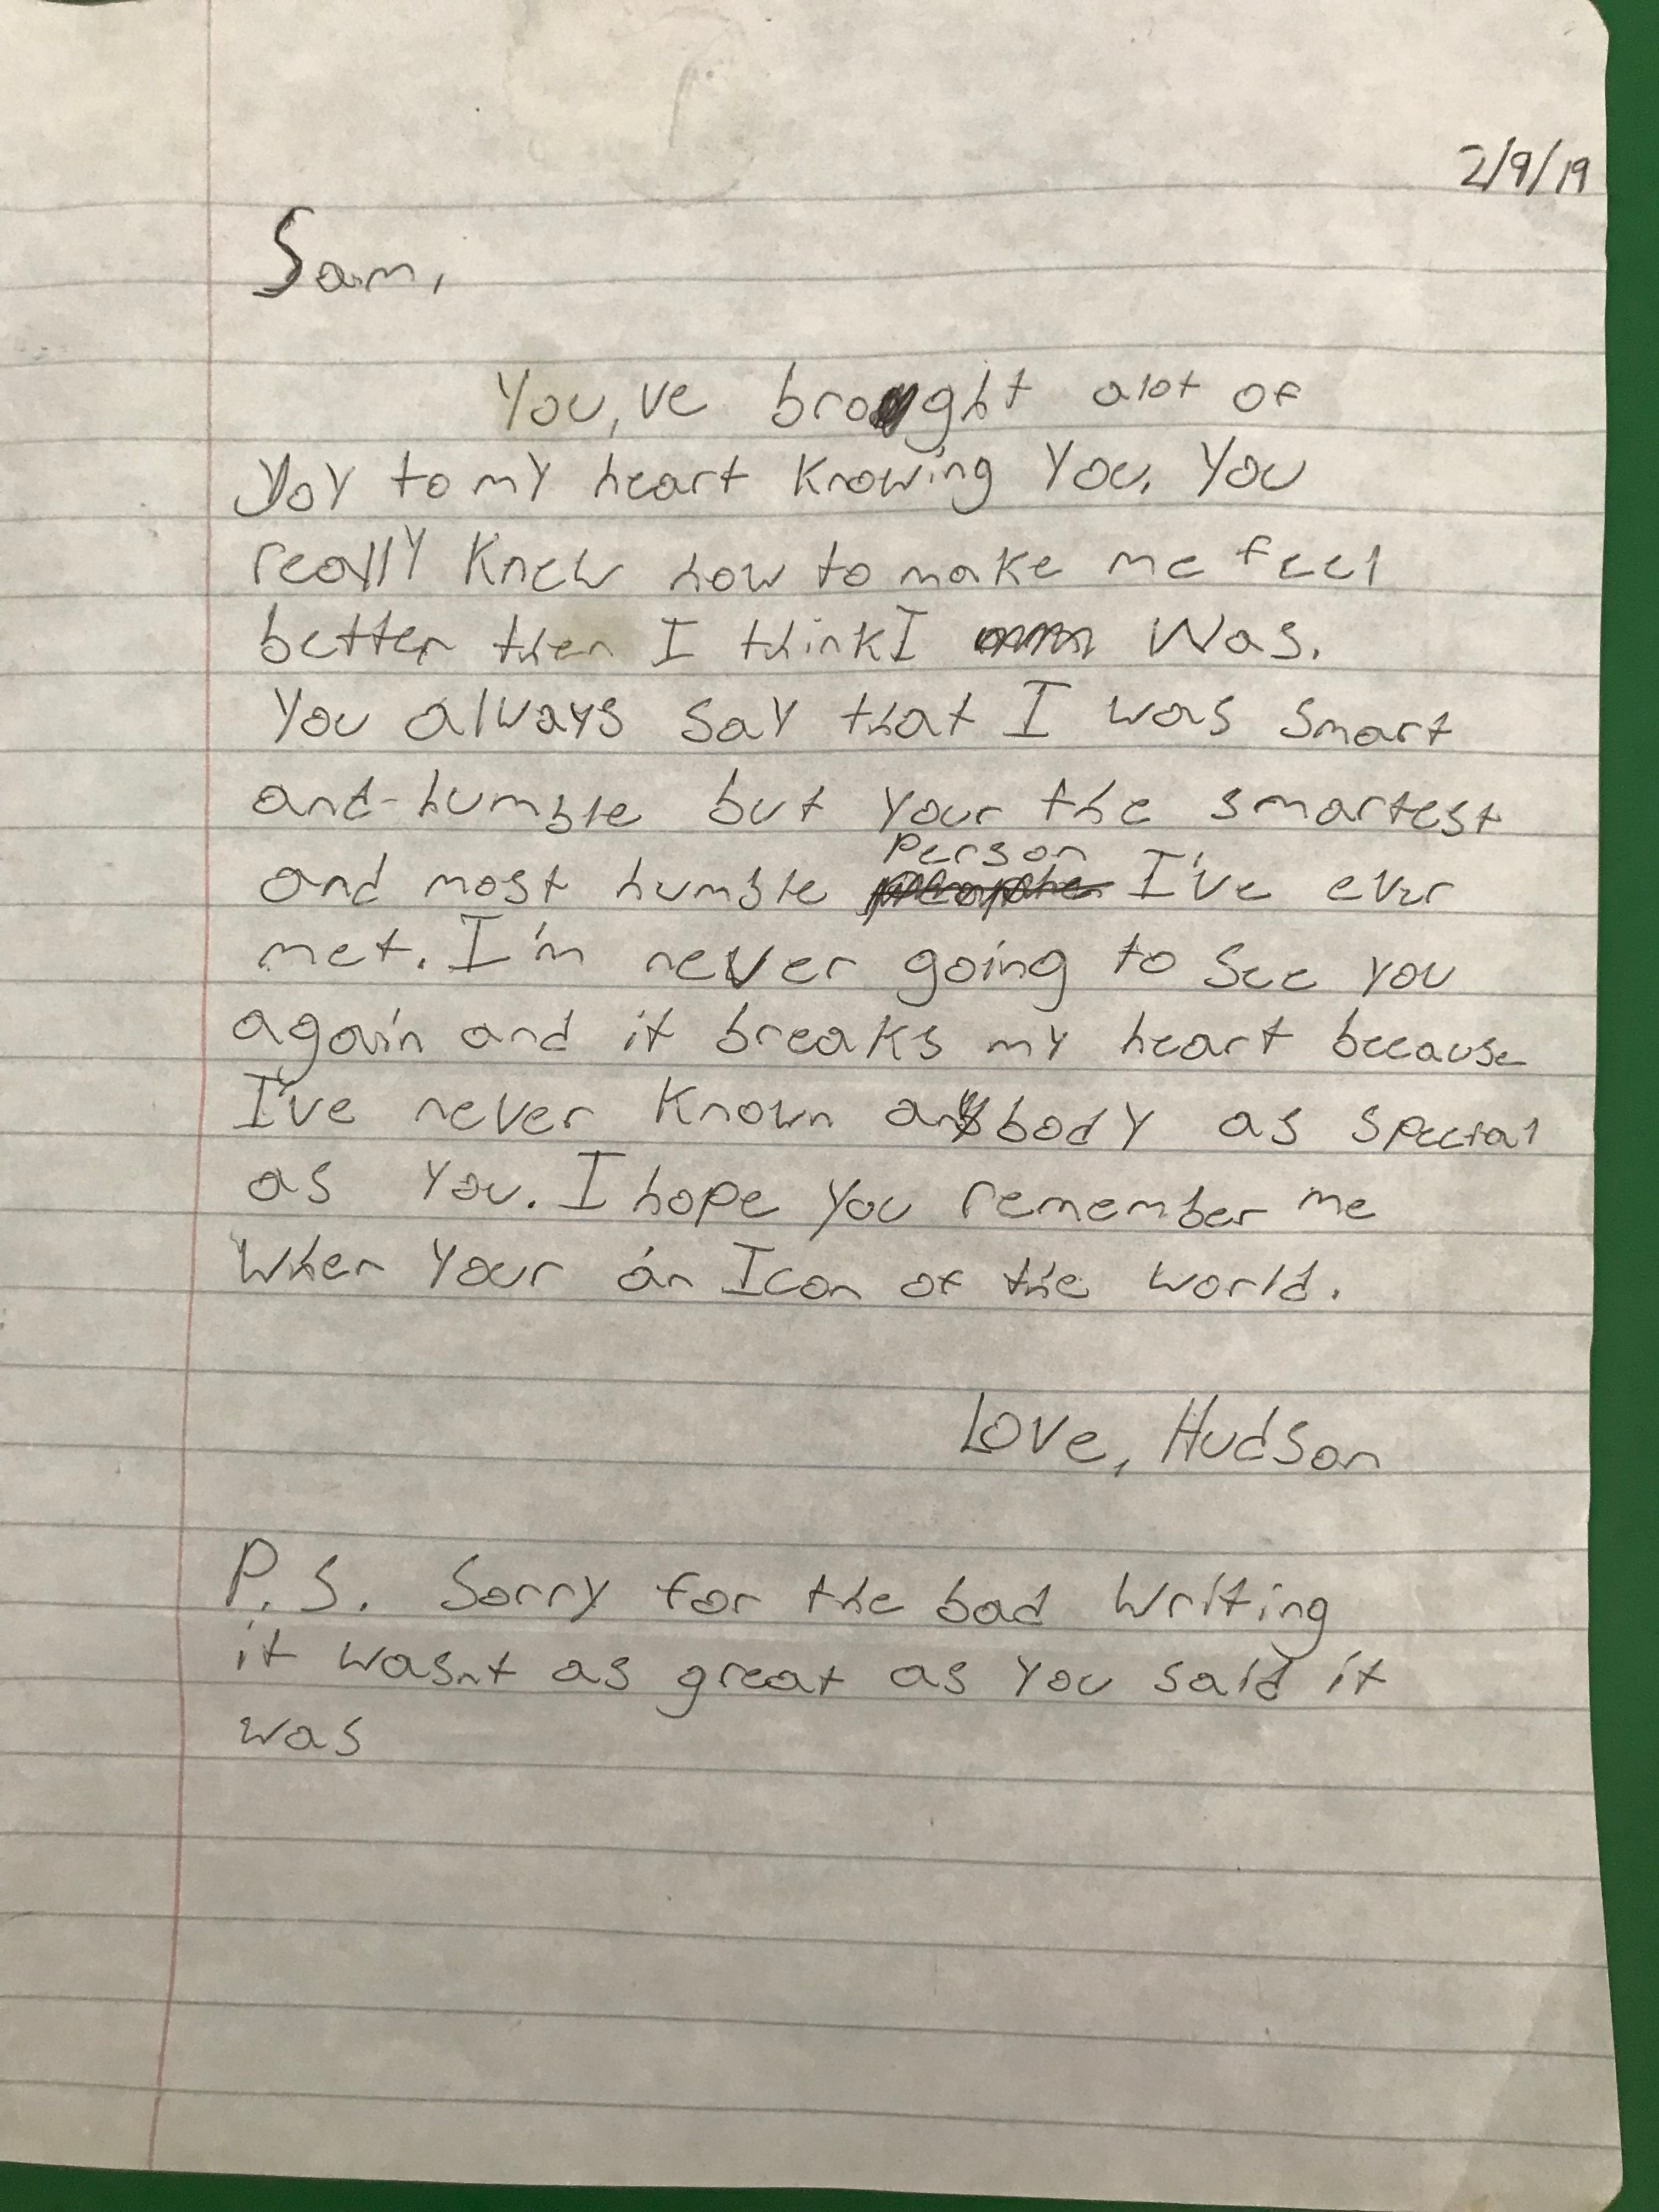 2/9/19
Sam,
You,ve brought alot of
Joy to my heart knowing you. You
really knew how to make me feel
better then I think I was.
You always say that I was smart
and humble but your the smartest
person
and most humble I've ever
met. I'm never going to see you
again and it breaks my heart because
I've never known anybody as special
as you. I hope you remember me
when your an Icon of the world.
Love, Hudson
P.S. Sorry for the bad writing
it wasnt as great as you said it
was